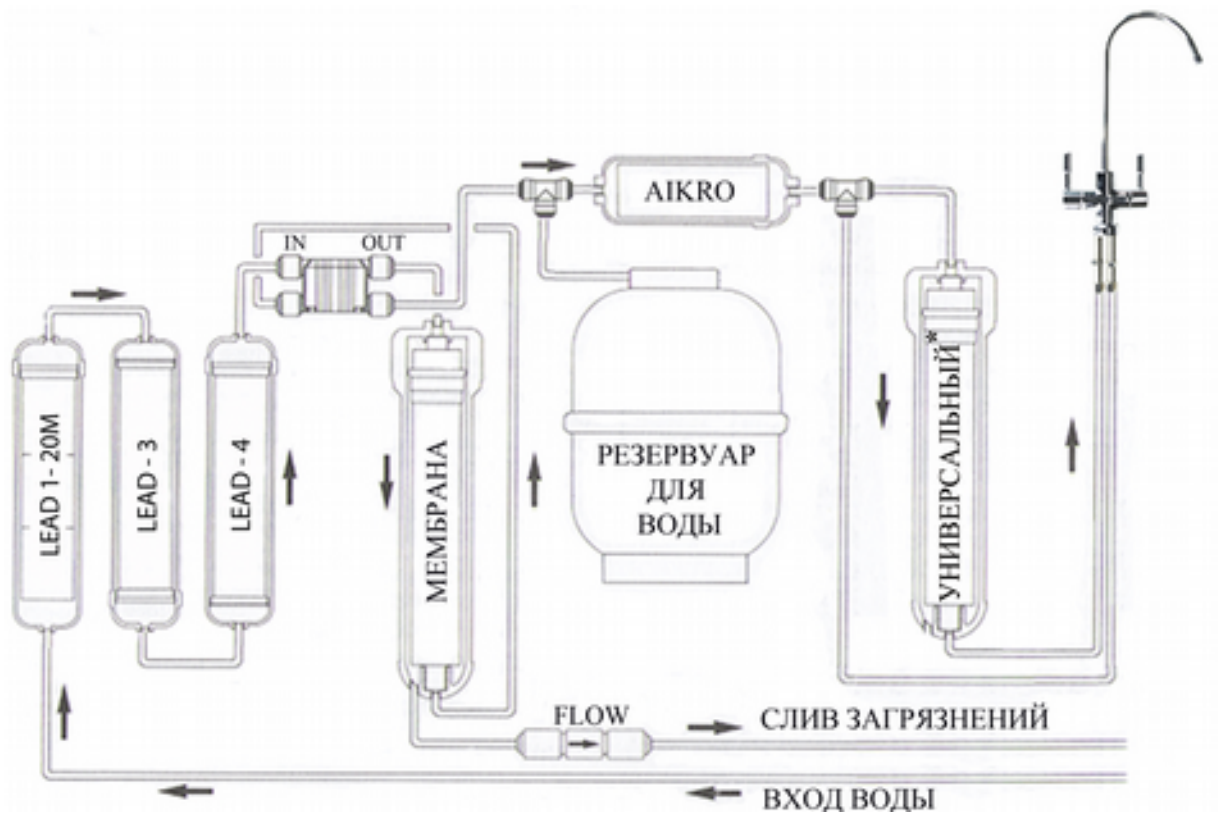 AIKRO
IN OUT
LEAD 1-20M
LEAD - 3
LEAD - 4
МЕМБРАНА
РЕЗЕРВУАР
ДЛЯ
ВОДЫ
УНИВЕРСАЛЬНЫЙ*
FLOW
СЛИВ ЗАГРЯЗНЕНИЙ
ВХОД ВОДЫ